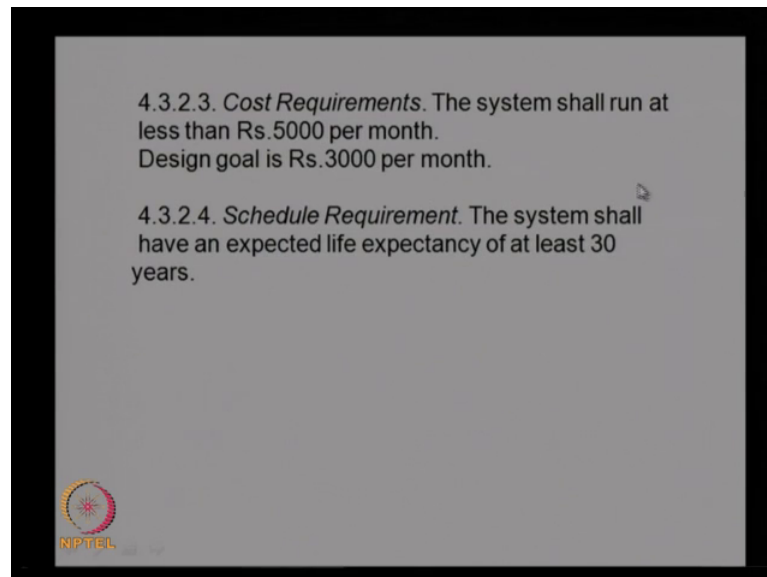 4.3.2.3. Cost Requirements. The system shall run at
less than Rs.5000 per month.
Design goal is Rs.3000 per month.
4.3.2.4. Schedule Requirement. The system shall
have an expected life expectancy of at least 30
years.
NPTEL